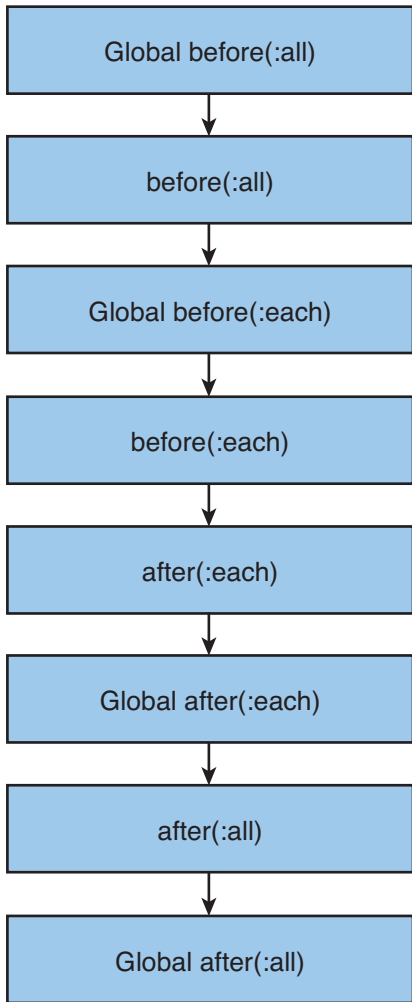 Global before(:all)
before(:all)
Global before(:each)
before(:each)
after(:each)
Global after(:each)
after(:all)
Global after(:all)